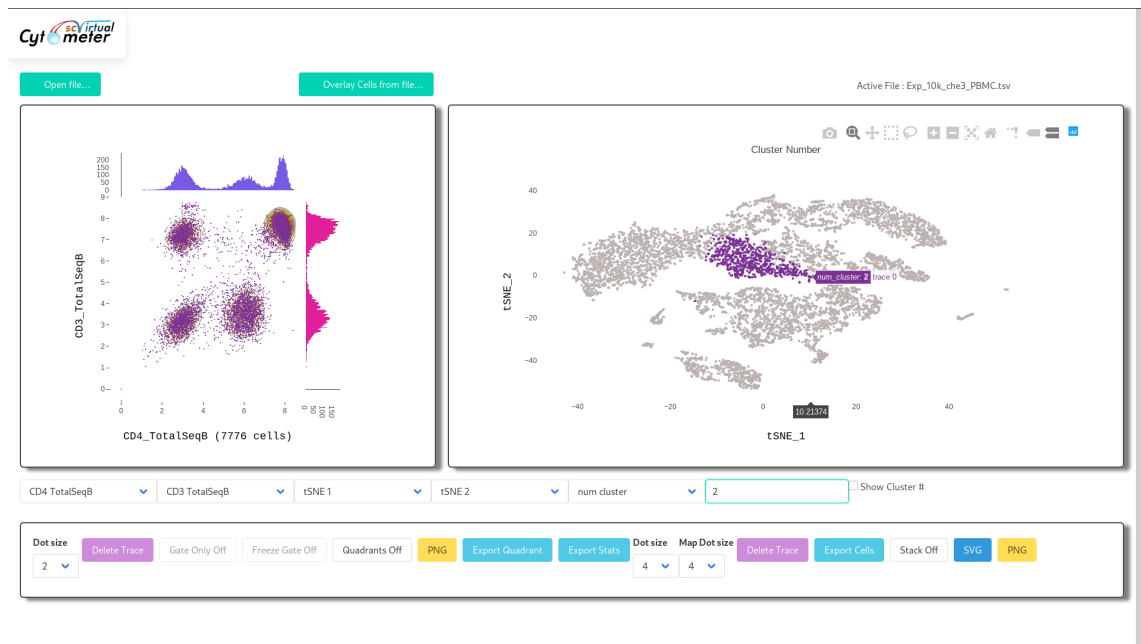 scVirtual
Cytometer
Open file...
Overlay Cells from file...
Active File : Exp_10k_che3_PBMC.tsv
Cluster Number
200
150
100
50
0
9
8
7
6
5
4
3
2
1
0
CD3_TotalSeqB
0 2 4 6 8
0 50 100 150
CD4_TotalSeqB (7776 cells)
40
20
0
−20
−40
tSNE_2
num_cluster: 2 trace 0
−40 −20 0 20 40
10.21374
tSNE_1
CD4 TotalSeqB CD3 TotalSeqB tSNE 1 tSNE 2 num cluster 2 Show Cluster #
Dot size Dot size Map Dot size
Delete Trace Gate Only Off Freeze Gate Off Quadrants Off PNG Export Quadrant Export Stats Delete Trace Export Cells Stack Off SVG PNG
2 4 4